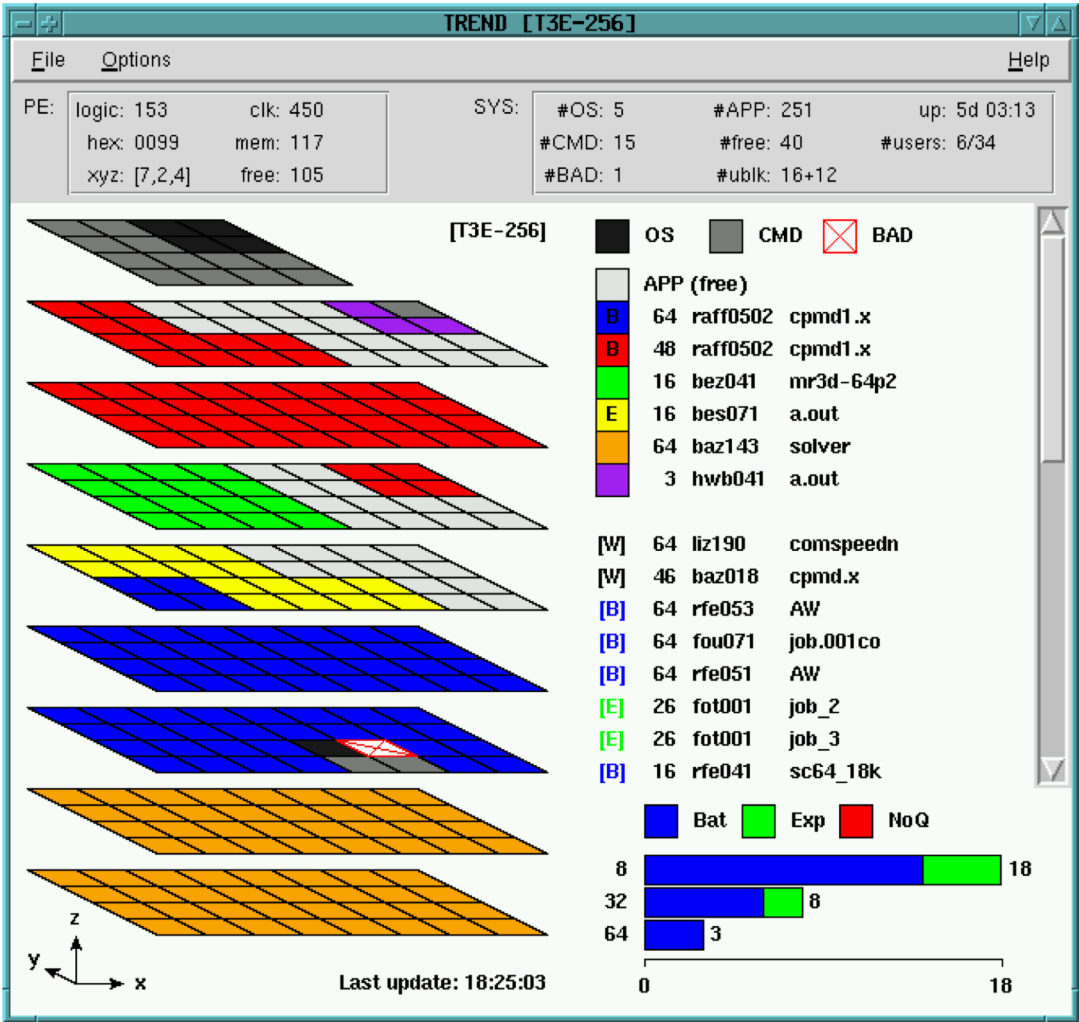 TREND [T3E-256]
File Options Help
PE: logic: 153 clk: 450 SYS: #OS: 5 #APP: 251 up: 5d 03:13
hex: 0099 mem: 117 #CMD: 15 #free: 40 #users: 6/34
xyz: [7,2,4] free: 105 #BAD: 1 #ublk: 16+12
[T3E-256] OS CMD BAD
APP (free)
B 64 raff0502 cpmd1.x
B 48 raff0502 cpmd1.x
16 bez041 mr3d-64p2
E 16 bes071 a.out
64 baz143 solver
3 hwb041 a.out
[W] 64 liz190 comspeedn
[W] 46 baz018 cpmd.x
[B] 64 rfe053 AW
[B] 64 fou071 job.001co
[B] 64 rfe051 AW
[E] 26 fot001 job_2
[E] 26 fot001 job_3
[B] 16 rfe041 sc64_18k
Bat Exp NoQ
8 18
32 8
64 3
0 18
z
y
x
Last update: 18:25:03